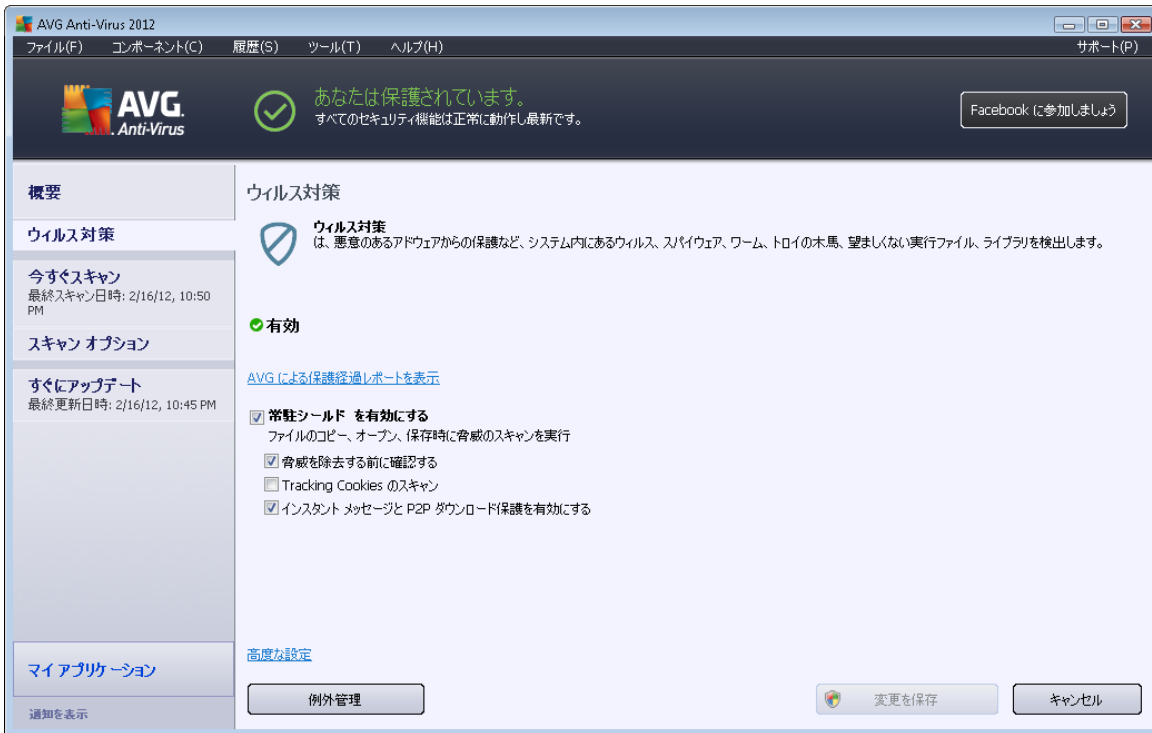 AVG Anti-Virus 2012
ファイル(F) コンポーネント(C) 履歴(S) ツール(T) ヘルプ(H) サポート(P)
AVG.
Anti-Virus
あなたは保護されています。
すべてのセキュリティ機能は正常に動作し最新です。
Facebook に参加しましょう
概要
ウィルス対策
今すぐスキャン
最終スキャン日時: 2/16/12, 10:50
PM
スキャン オプション
すぐにアップデート
最終更新日時: 2/16/12, 10:45 PM
マイ アプリケーション
通知を表示
ウィルス対策
ウィルス対策
は、悪意のあるアドウェアからの保護など、システム内にあるウィルス、スパイウェア、ワーム、トロイの木馬、望ましくない実行ファイル、ライブラリを検出します。
有効
AVG による保護経過レポートを表示
常駐シールド を有効にする
ファイルのコピー、オープン、保存時に脅威のスキャンを実行
脅威を除去する前に確認する
Tracking Cookies のスキャン
インスタント メッセージと P2P ダウンロード保護を有効にする
高度な設定
例外管理
変更を保存
キャンセル